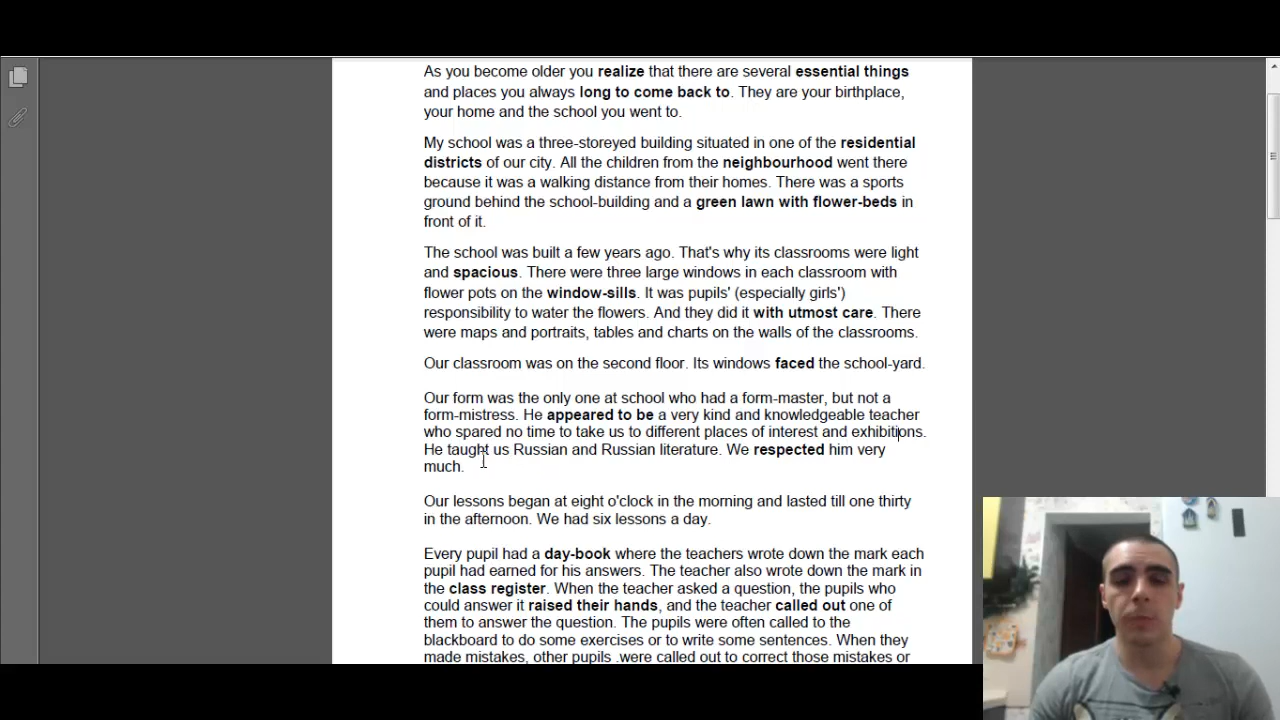 As you become older you realize that there are several essential things
and places you always long to come back to. They are your birthplace,
your home and the school you went to.
My school was a three-storeyed building situated in one of the residential
districts of our city. All the children from the neighbourhood went there
because it was a walking distance from their homes. There was a sports
ground behind the school-building and a green lawn with flower-beds in
front of it.
The school was built a few years ago. That's why its classrooms were light
and spacious. There were three large windows in each classroom with
flower pots on the window-sills. It was pupils' (especially girls')
responsibility to water the flowers. And they did it with utmost care. There
were maps and portraits, tables and charts on the walls of the classrooms.
Our classroom was on the second floor. Its windows faced the school-yard.
Our form was the only one at school who had a form-master, but not a
form-mistress. He appeared to be a very kind and knowledgeable teacher
who spared no time to take us to different places of interest and exhibitions.
He taught us Russian and Russian literature. We respected him very
much.
Our lessons began at eight o'clock in the morning and lasted till one thirty
in the afternoon. We had six lessons a day.
Every pupil had a day-book where the teachers wrote down the mark each
pupil had earned for his answers. The teacher also wrote down the mark in
the class register. When the teacher asked a question, the pupils who
could answer it raised their hands, and the teacher called out one of
them to answer the question. The pupils were often called to the
blackboard to do some exercises or to write some sentences. When they
made mistakes, other pupils .were called out to correct those mistakes or